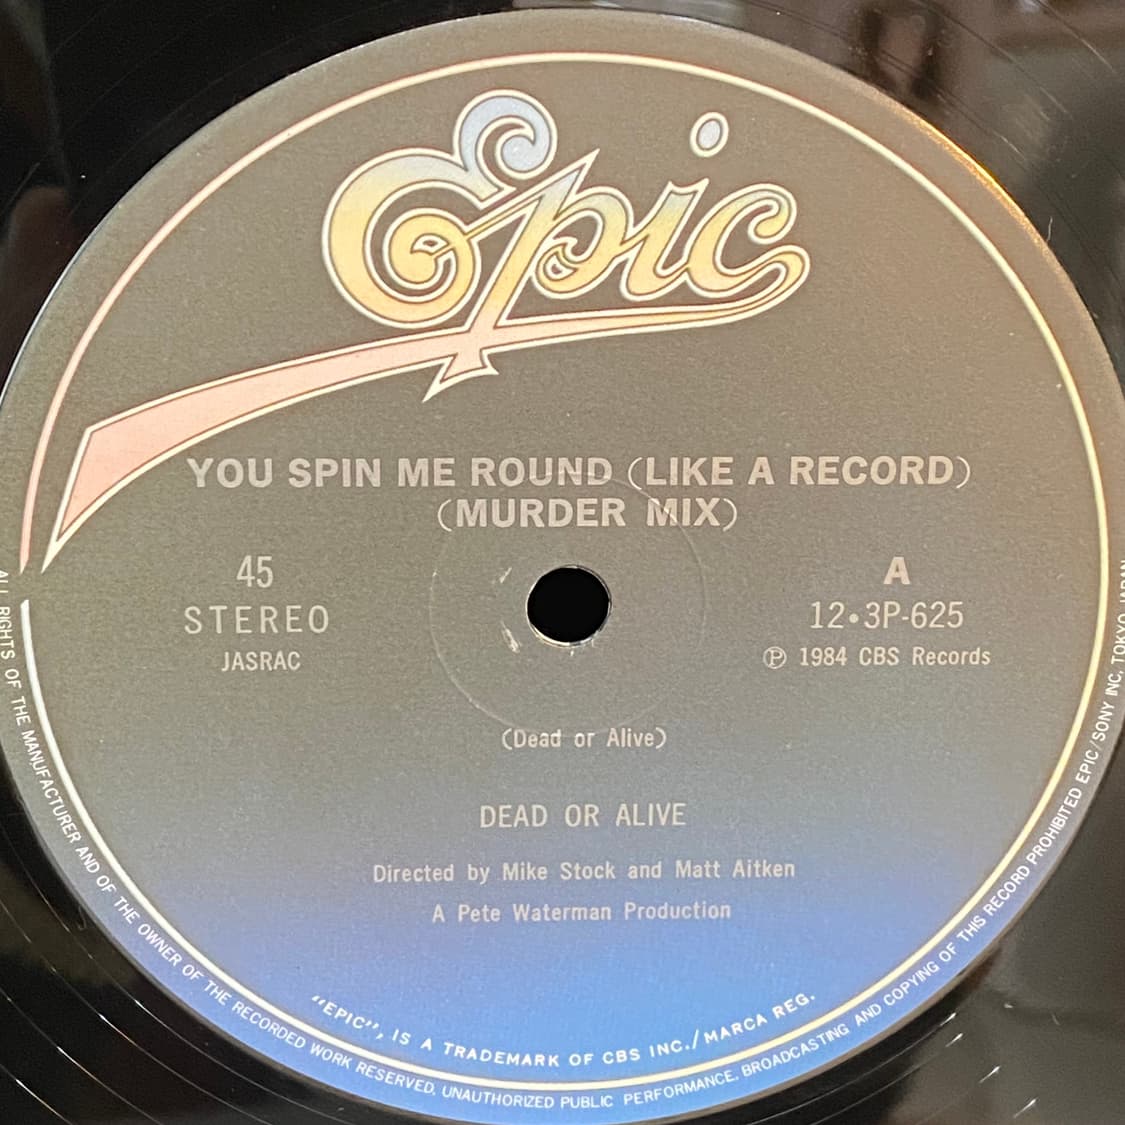 Epic
YOU SPIN ME ROUND (LIKE A RECORD)
(MURDER MIX)
45
STEREO
JASRAC
A
12•3P-625
Ⓟ 1984 CBS Records
(Dead or Alive)
DEAD OR ALIVE
Directed by Mike Stock and Matt Aitken
A Pete Waterman Production
"EPIC", IS A TRADEMARK OF CBS INC./MARCA REG.
ALL RIGHTS OF THE MANUFACTURER AND OF THE OWNER OF THE RECORDED WORK RESERVED. UNAUTHORIZED PUBLIC PERFORMANCE, BROADCASTING AND COPYING OF THIS RECORD PROHIBITED EPIC/SONY INC. TOKYO JAPAN